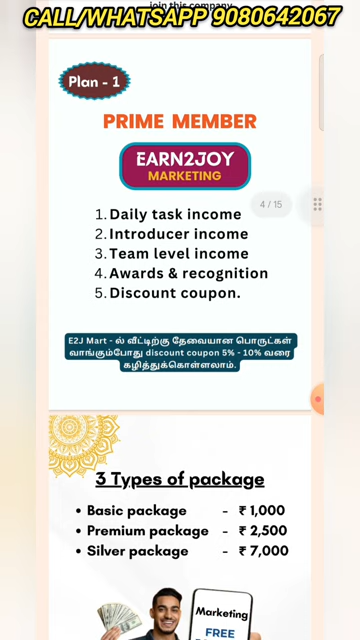 join this company
CALL/WHATSAPP 9080642067
Plan - 1
PRIME MEMBER
EARN2JOY
MARKETING
4 / 15
1. Daily task income
2. Introducer income
3. Team level income
4. Awards & recognition
5. Discount coupon.
E2J Mart - ல் வீட்டிற்கு தேவையான பொருட்கள்
வாங்கும்போது discount coupon 5% - 10% வரை
கழித்துக்கொள்ளலாம்.
3 Types of package
• Basic package - ₹ 1,000
• Premium package - ₹ 2,500
• Silver package - ₹ 7,000
Marketing
FREE